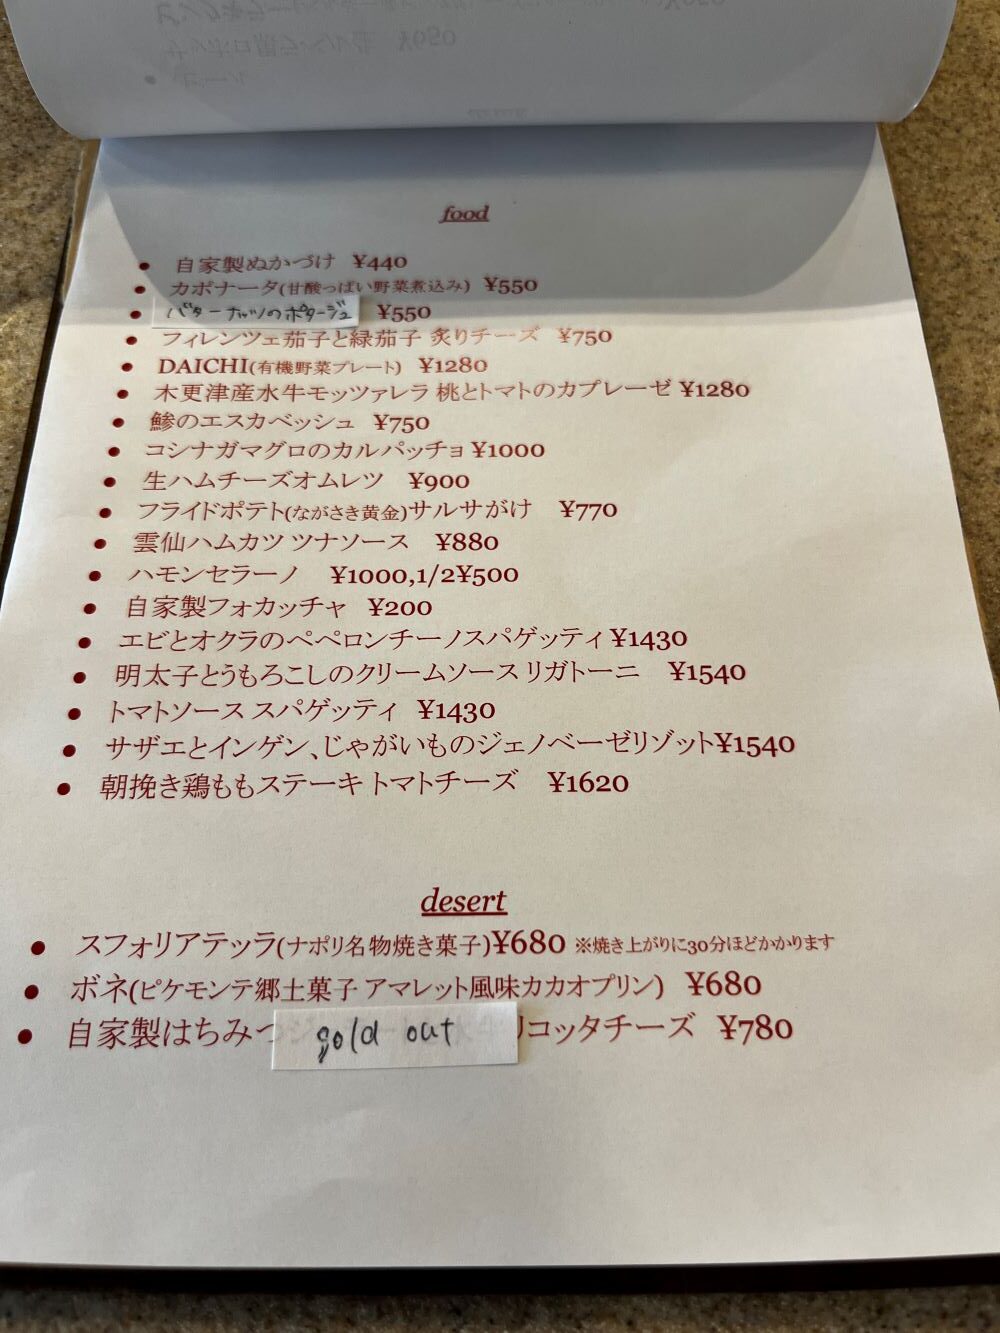 food
自家製ぬかづけ ¥440
カポナータ(甘酸っぱい野菜煮込み) ¥550
バターナッツのポタージュ ¥550
フィレンツェ茄子と緑茄子 炙りチーズ ¥750
DAICHI(有機野菜プレート) ¥1280
木更津産水牛モッツァレラ 桃とトマトのカプレーゼ ¥1280
鯵のエスカベッシュ ¥750
コシナガマグロのカルパッチョ ¥1000
生ハムチーズオムレツ ¥900
フライドポテト(ながさき黄金)サルサがけ ¥770
雲仙ハムカツ ツナソース ¥880
ハモンセラーノ ¥1000,1/2¥500
自家製フォカッチャ ¥200
エビとオクラのペペロンチーノスパゲッティ ¥1430
明太子とうもろこしのクリームソース リガトーニ ¥1540
トマトソース スパゲッティ ¥1430
サザエとインゲン、じゃがいものジェノベーゼリゾット¥1540
朝挽き鶏ももステーキ トマトチーズ ¥1620
desert
スフォリアテッラ(ナポリ名物焼き菓子)¥680 ※焼き上がりに30分ほどかかります
ボネ(ピケモンテ郷土菓子 アマレット風味カカオプリン) ¥680
自家製はちみつ sold out リコッタチーズ ¥780